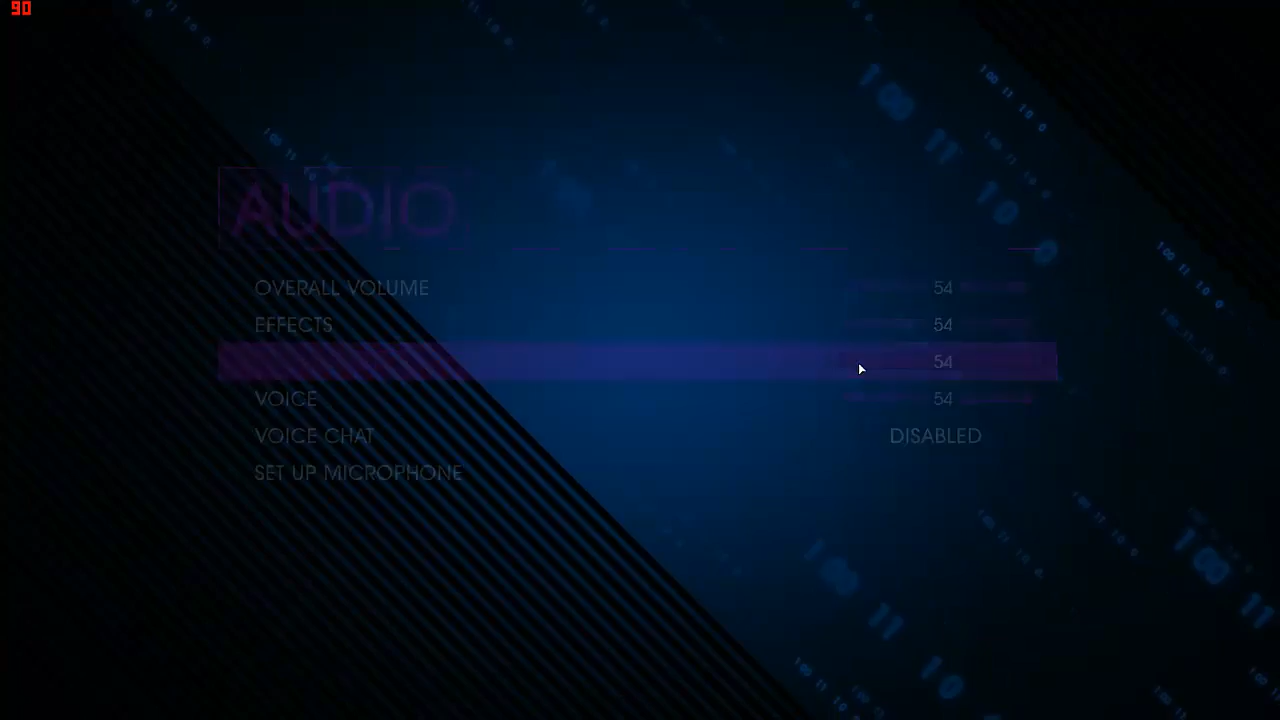 90
AUDIO
OVERALL VOLUME 54
EFFECTS 54
54
VOICE 54
VOICE CHAT DISABLED
SET UP MICROPHONE